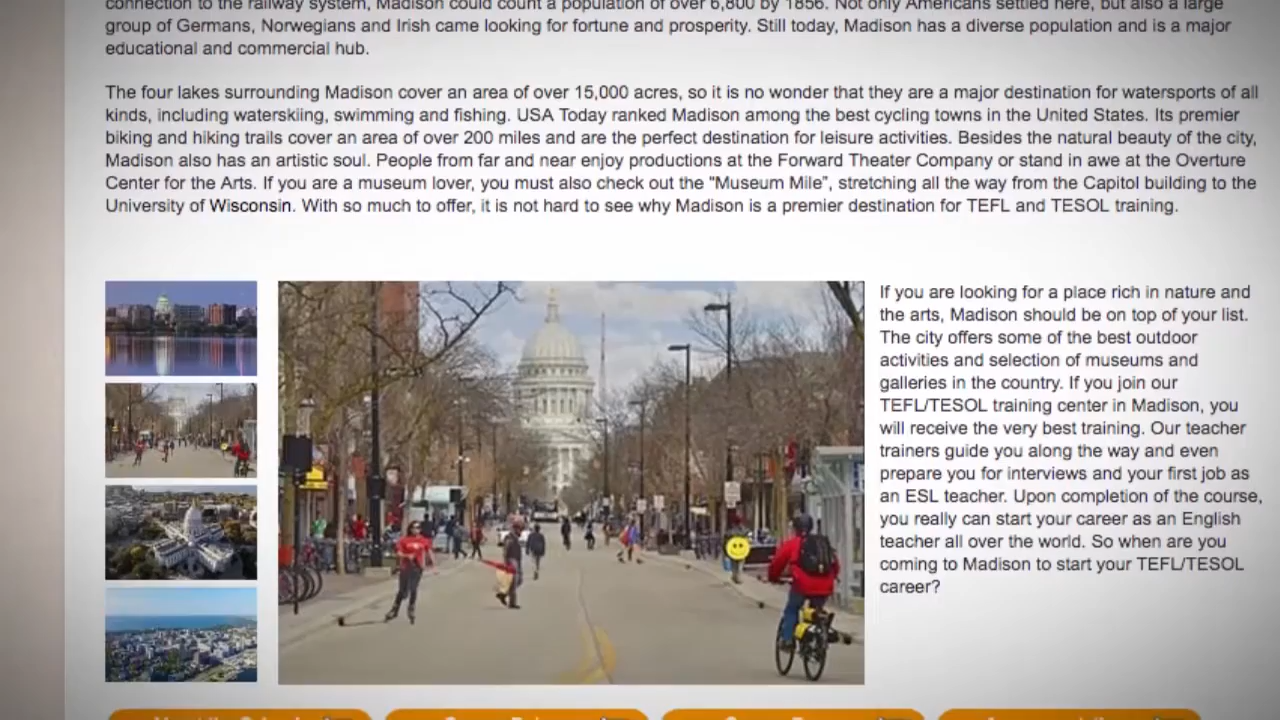 connection to the railway system, Madison could count a population of over 6,800 by 1856. Not only Americans settled here, but also a large
group of Germans, Norwegians and Irish came looking for fortune and prosperity. Still today, Madison has a diverse population and is a major
educational and commercial hub.
The four lakes surrounding Madison cover an area of over 15,000 acres, so it is no wonder that they are a major destination for watersports of all
kinds, including waterskiing, swimming and fishing. USA Today ranked Madison among the best cycling towns in the United States. Its premier
biking and hiking trails cover an area of over 200 miles and are the perfect destination for leisure activities. Besides the natural beauty of the city,
Madison also has an artistic soul. People from far and near enjoy productions at the Forward Theater Company or stand in awe at the Overture
Center for the Arts. If you are a museum lover, you must also check out the "Museum Mile", stretching all the way from the Capitol building to the
University of Wisconsin. With so much to offer, it is not hard to see why Madison is a premier destination for TEFL and TESOL training.
If you are looking for a place rich in nature and
the arts, Madison should be on top of your list.
The city offers some of the best outdoor
activities and selection of museums and
galleries in the country. If you join our
TEFL/TESOL training center in Madison, you
will receive the very best training. Our teacher
trainers guide you along the way and even
prepare you for interviews and your first job as
an ESL teacher. Upon completion of the course,
you really can start your career as an English
teacher all over the world. So when are you
coming to Madison to start your TEFL/TESOL
career?